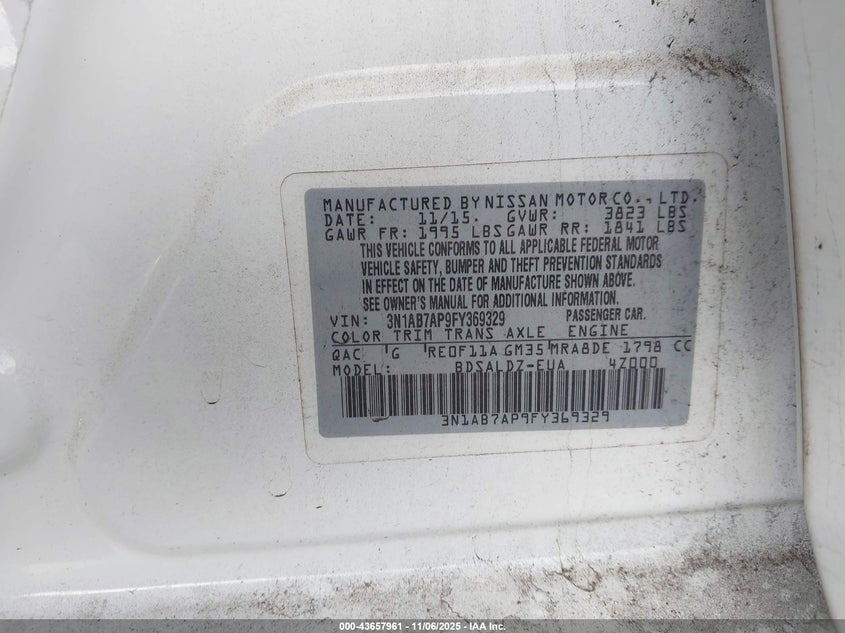 MANUFACTURED BY NISSAN MOTOR CO., LTD.
DATE: 11/15. GVWR: 3823 LBS
GAWR FR: 1995 LBS GAWR RR: 1841 LBS
THIS VEHICLE CONFORMS TO ALL APPLICABLE FEDERAL MOTOR
VEHICLE SAFETY, BUMPER AND THEFT PREVENTION STANDARDS
IN EFFECT ON THE DATE OF MANUFACTURE SHOWN ABOVE.
SEE OWNER'S MANUAL FOR ADDITIONAL INFORMATION.
VIN: 3N1AB7AP9FY369329 PASSENGER CAR.
COLOR TRIM TRANS AXLE ENGINE
QAC G RE0F11A GM35 MRA8DE 1798 CC
MODEL: BDSALDZ-EUA 4Z000
3N1AB7AP9FY369329
000-43657961 | 11/06/2025 - IAA Inc.